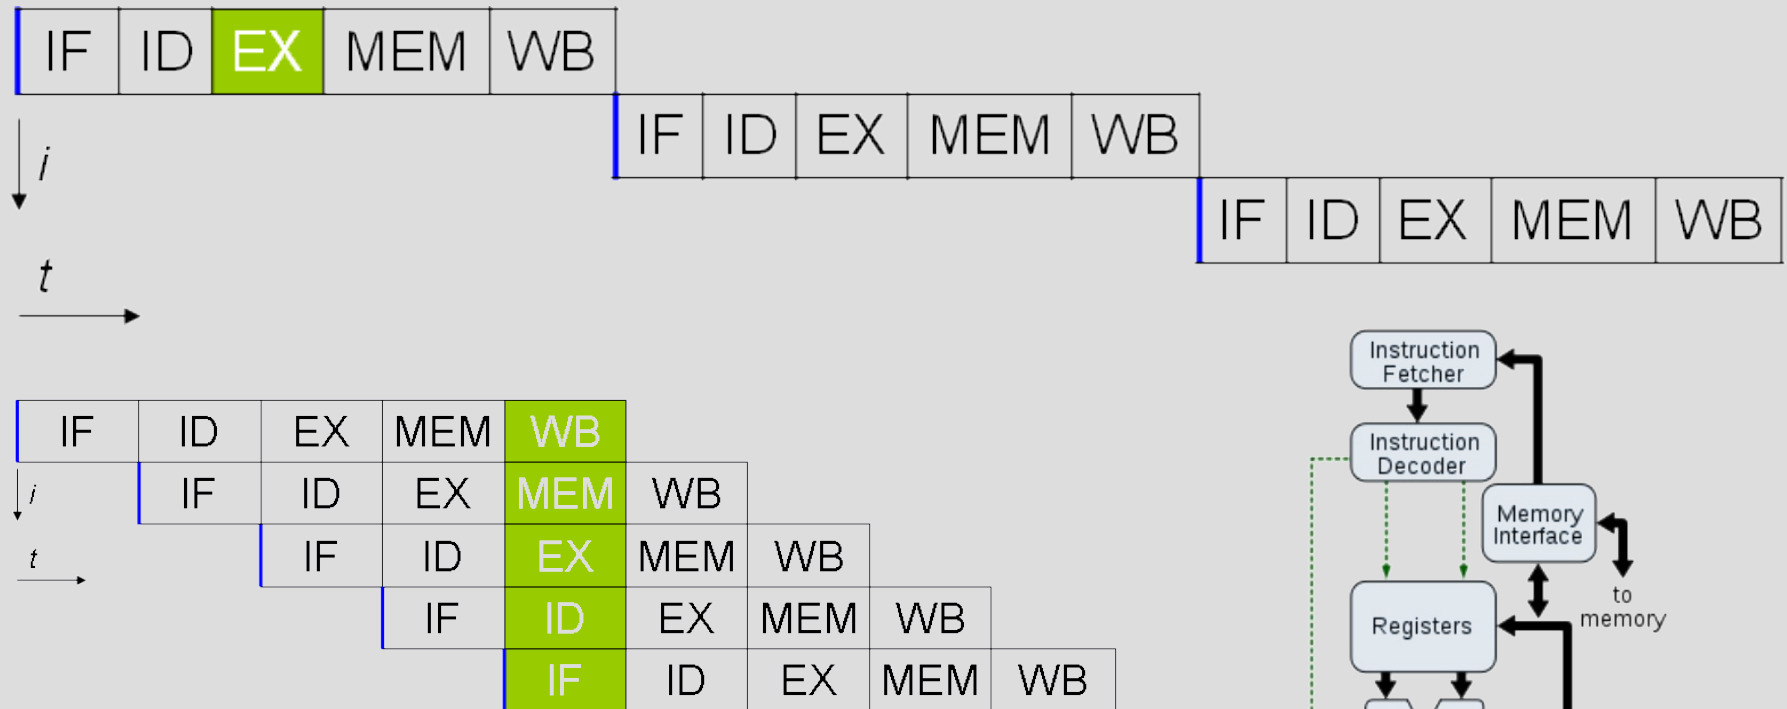 IF ID EX MEM WB
IF ID EX MEM WB
i
IF ID EX MEM WB
t
Instruction
Fetcher
IF ID EX MEM WB
Instruction
Decoder
i
IF ID EX MEM WB
Memory
Interface
t
IF ID EX MEM WB
to
memory
IF ID EX MEM WB
Registers
IF ID EX MEM WB